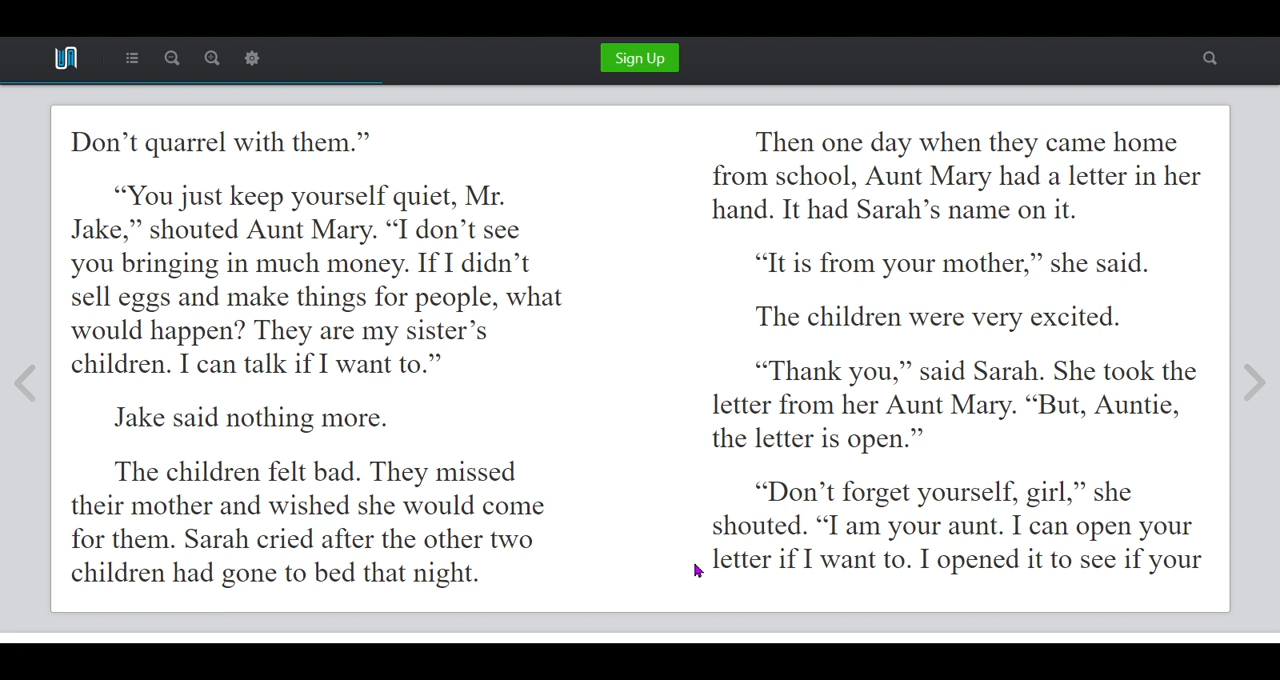 Sign Up
Don’t quarrel with them.”
“You just keep yourself quiet, Mr.
Jake,” shouted Aunt Mary. “I don’t see
you bringing in much money. If I didn’t
sell eggs and make things for people, what
would happen? They are my sister’s
children. I can talk if I want to.”
Jake said nothing more.
The children felt bad. They missed
their mother and wished she would come
for them. Sarah cried after the other two
children had gone to bed that night.
Then one day when they came home
from school, Aunt Mary had a letter in her
hand. It had Sarah’s name on it.
“It is from your mother,” she said.
The children were very excited.
“Thank you,” said Sarah. She took the
letter from her Aunt Mary. “But, Auntie,
the letter is open.”
“Don’t forget yourself, girl,” she
shouted. “I am your aunt. I can open your
letter if I want to. I opened it to see if your